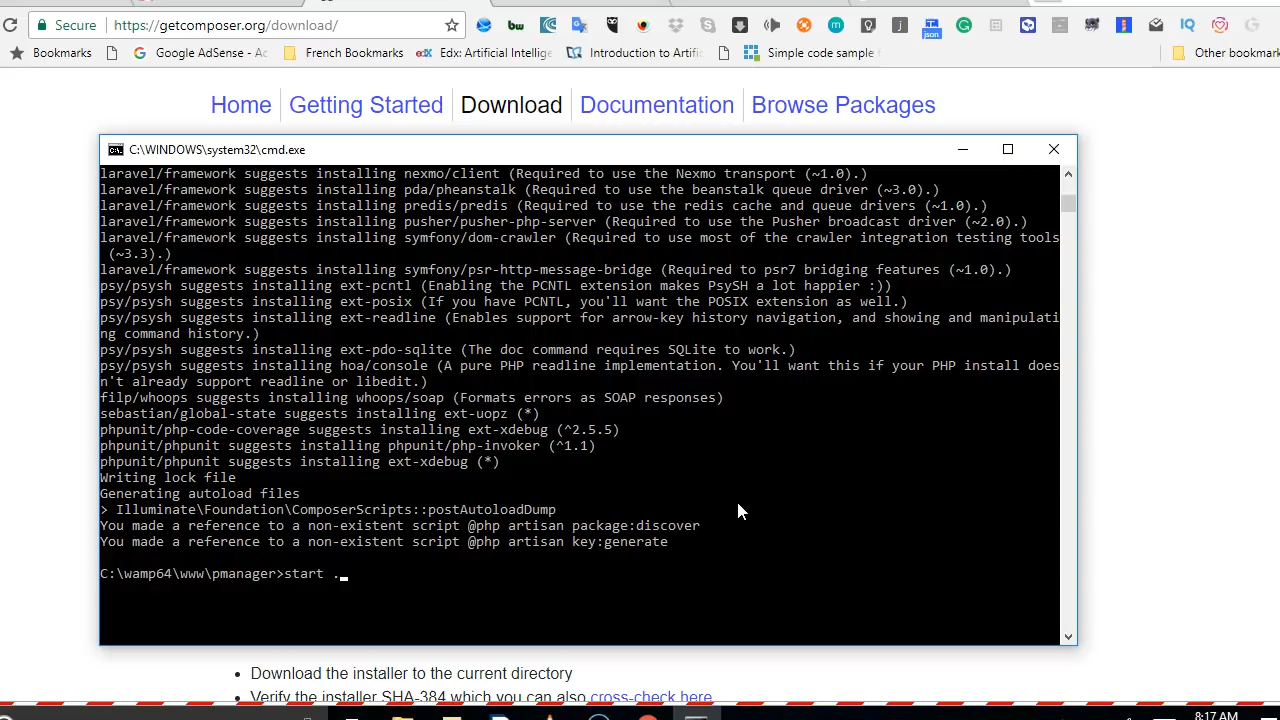 Secure https://getcomposer.org/download/
json
Bookmarks Google AdSense - Ac French Bookmarks Edx: Artificial Intellige Introduction to Artifi Simple code sample f Other bookmark
Home Getting Started Download Documentation Browse Packages
C:\WINDOWS\system32\cmd.exe
laravel/framework suggests installing nexmo/client (Required to use the Nexmo transport (~1.0).)
laravel/framework suggests installing pda/pheanstalk (Required to use the beanstalk queue driver (~3.0).)
laravel/framework suggests installing predis/predis (Required to use the redis cache and queue drivers (~1.0).)
laravel/framework suggests installing pusher/pusher-php-server (Required to use the Pusher broadcast driver (~2.0).)
laravel/framework suggests installing symfony/dom-crawler (Required to use most of the crawler integration testing tools
(~3.3).)
laravel/framework suggests installing symfony/psr-http-message-bridge (Required to psr7 bridging features (~1.0).)
psy/psysh suggests installing ext-pcntl (Enabling the PCNTL extension makes PsySH a lot happier :))
psy/psysh suggests installing ext-posix (If you have PCNTL, you'll want the POSIX extension as well.)
psy/psysh suggests installing ext-readline (Enables support for arrow-key history navigation, and showing and manipulati
ng command history.)
psy/psysh suggests installing ext-pdo-sqlite (The doc command requires SQLite to work.)
psy/psysh suggests installing hoa/console (A pure PHP readline implementation. You'll want this if your PHP install does
n't already support readline or libedit.)
filp/whoops suggests installing whoops/soap (Formats errors as SOAP responses)
sebastian/global-state suggests installing ext-uopz (*)
phpunit/php-code-coverage suggests installing ext-xdebug (^2.5.5)
phpunit/phpunit suggests installing phpunit/php-invoker (^1.1)
phpunit/phpunit suggests installing ext-xdebug (*)
Writing lock file
Generating autoload files
> Illuminate\Foundation\ComposerScripts::postAutoloadDump
You made a reference to a non-existent script @php artisan package:discover
You made a reference to a non-existent script @php artisan key:generate
C:\wamp64\www\pmanager>start .
Download the installer to the current directory
Verify the installer SHA-384 which you can also cross-check here
8:17 AM